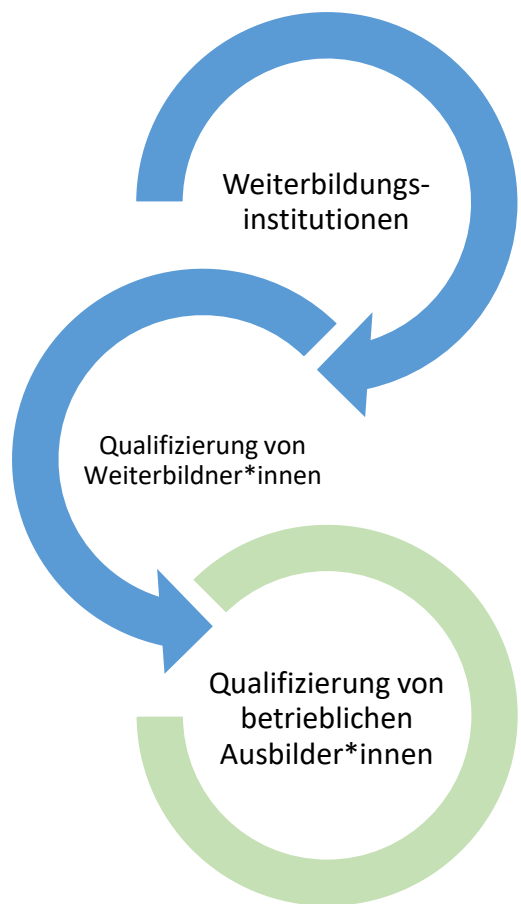 Weiterbildungs-
institutionen
Qualifizierung von
Weiterbildner*innen
Qualifizierung von
betrieblichen
Ausbilder*innen